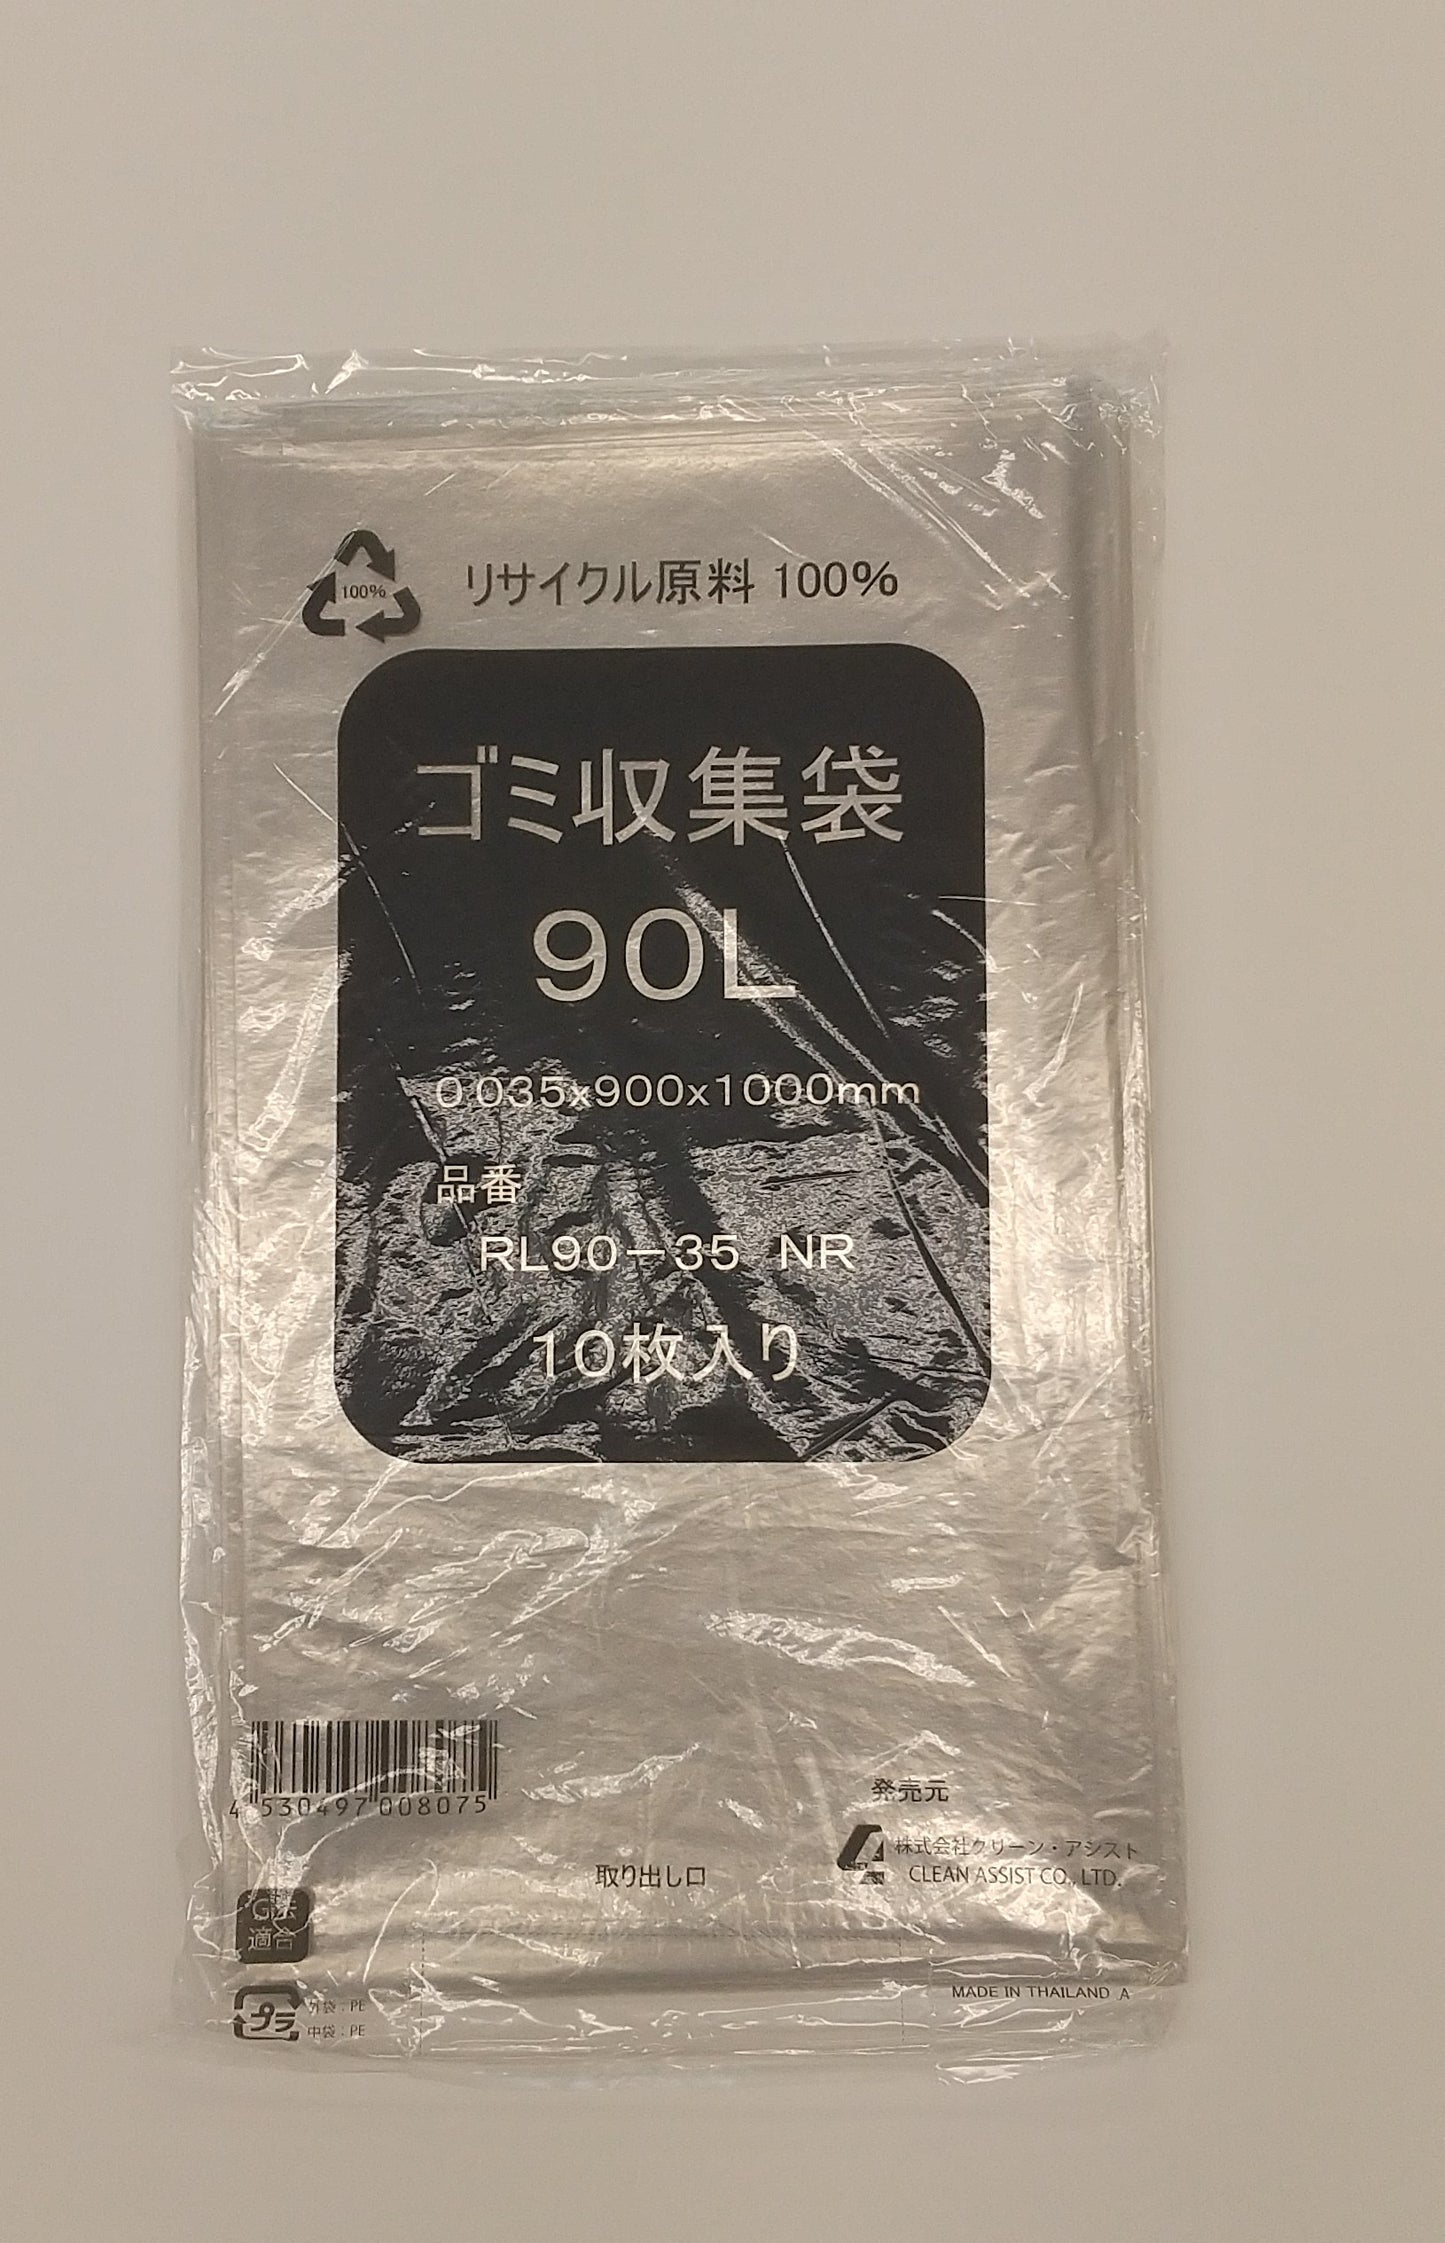 100%
リサイクル原料 100%
ゴミ収集袋
90L
0.035x900x1000mm
品番
RL90-35 NR
10枚入り
4 530497 008075
発売元
株式会社クリーン・アシスト
CLEAN ASSIST CO., LTD.
取り出し口
適合
MADE IN THAILAND A
プラ
外袋：PE
中袋：PE